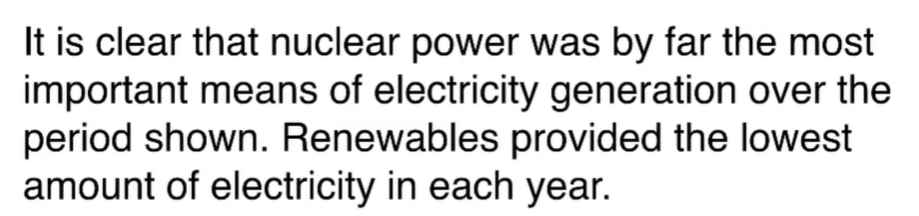 It is clear that nuclear power was by far the most
important means of electricity generation over the
period shown. Renewables provided the lowest
amount of electricity in each year.